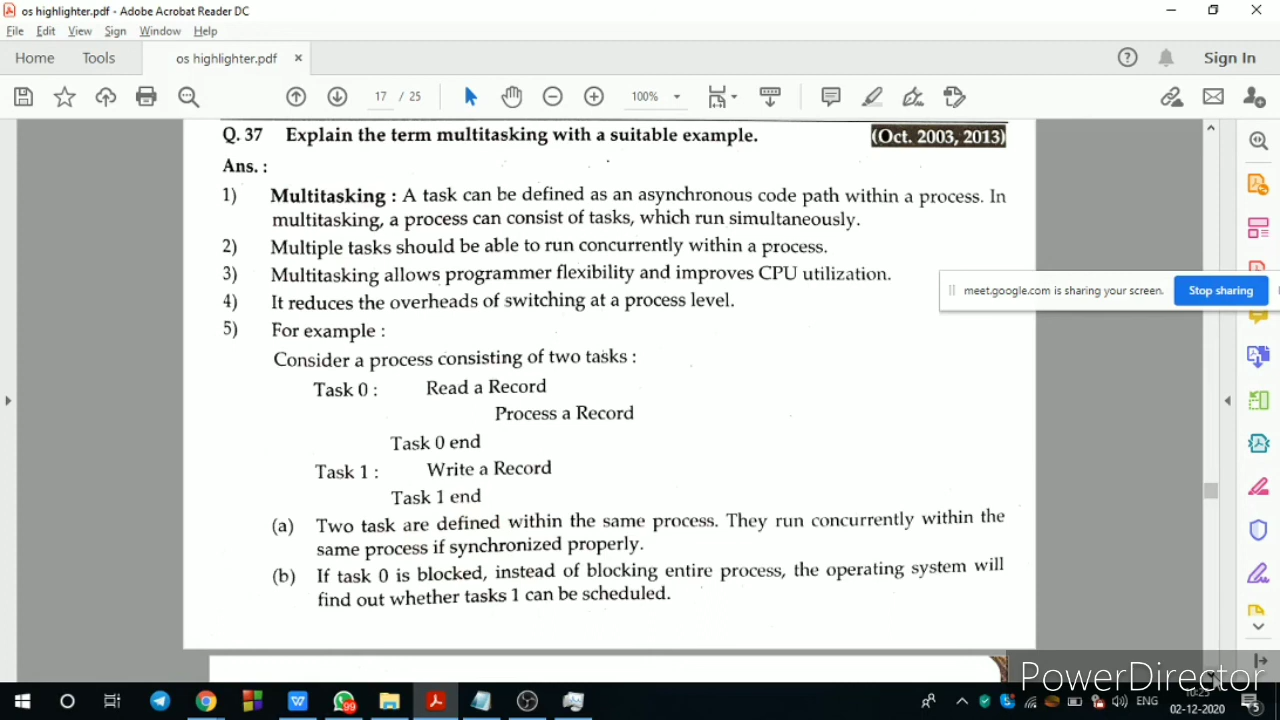 os highlighter.pdf - Adobe Acrobat Reader DC
File Edit View Sign Window Help
Home Tools os highlighter.pdf × Sign In
17 / 25 100%
Q. 37 Explain the term multitasking with a suitable example. (Oct. 2003, 2013)
Ans. :
1) Multitasking : A task can be defined as an asynchronous code path within a process. In
multitasking, a process can consist of tasks, which run simultaneously.
2) Multiple tasks should be able to run concurrently within a process.
3) Multitasking allows programmer flexibility and improves CPU utilization.
meet.google.com is sharing your screen. Stop sharing
4) It reduces the overheads of switching at a process level.
5) For example :
Consider a process consisting of two tasks :
Task 0 : Read a Record
Process a Record
Task 0 end
Task 1 : Write a Record
Task 1 end
(a) Two task are defined within the same process. They run concurrently within the
same process if synchronized properly.
(b) If task 0 is blocked, instead of blocking entire process, the operating system will
find out whether tasks 1 can be scheduled.
PowerDirector
99 ENG 5
02-12-2020